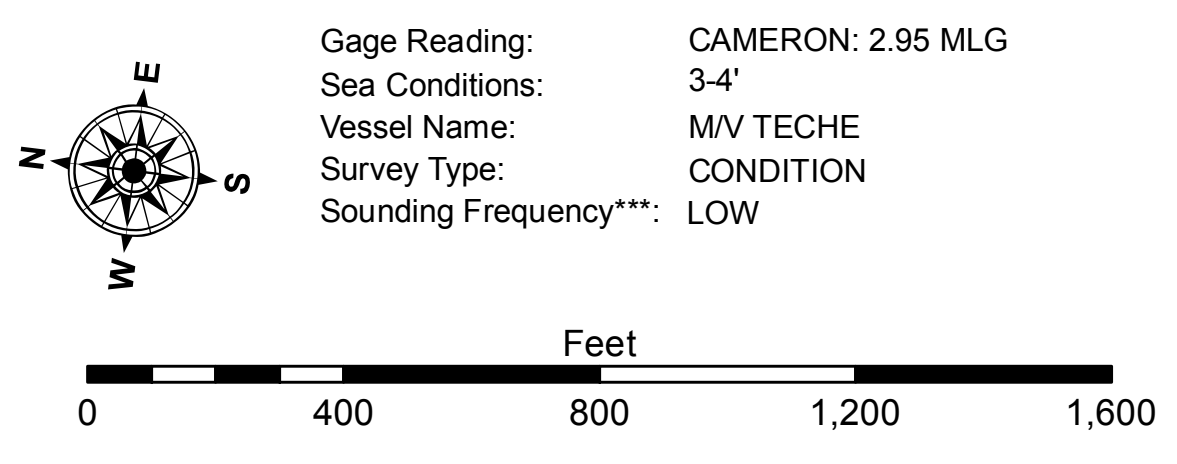 Gage Reading: CAMERON: 2.95 MLG
Sea Conditions: 3-4'
Vessel Name: M/V TECHE
Survey Type: CONDITION
Sounding Frequency***: LOW
E
N
S
W
Feet
0 400 800 1,200 1,600